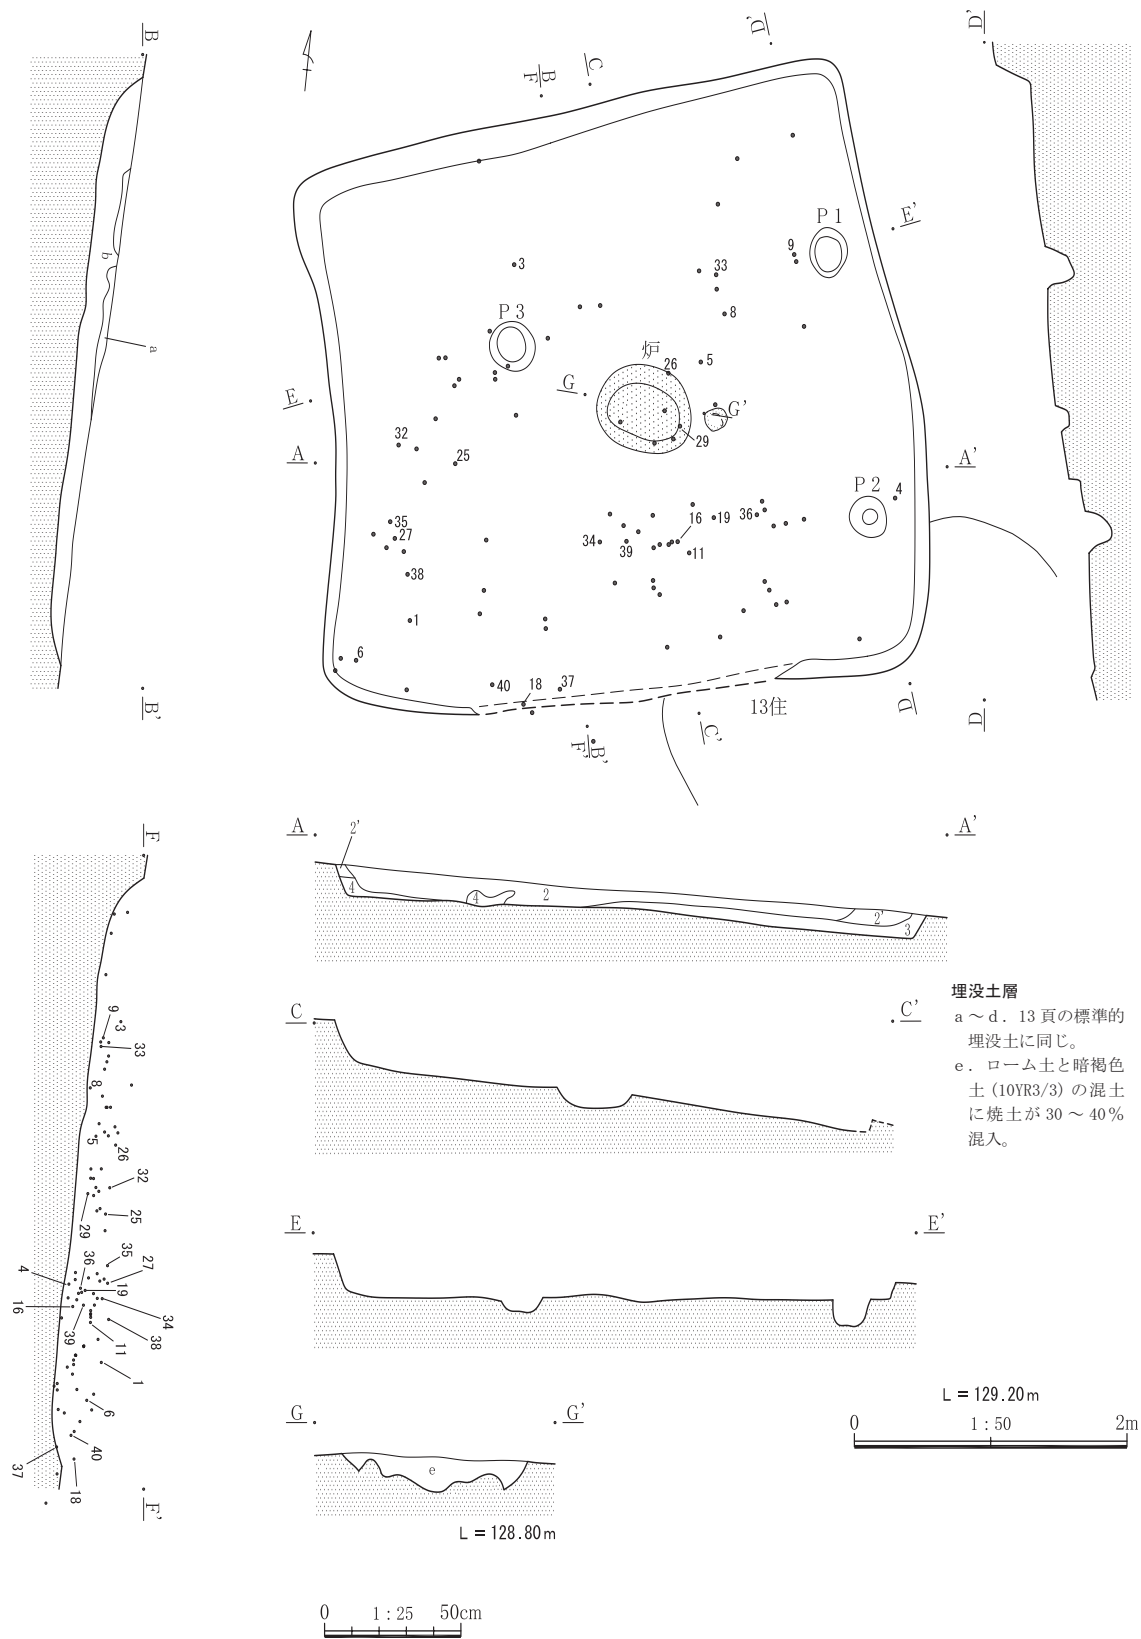 B
B'
b
a
D'
C
B
F
D'
P 1
E'
9
3
33
P 3
8
炉
26
5
G
G'
E
32
29
A
25
A'
P 2
4
35
27
34
39
16
19
36
11
38
1
6
40
18
37
13住
F'
B'
C'
D
D
A
A'
2'
4
4
2
2'
3
C
C'
埋没土層
a～d．13頁の標準的
埋没土に同じ。
e．ローム土と暗褐色
土（10YR3/3）の混土
に焼土が30～40％
混入。
E
E'
G
G'
e
L＝128.80m
L＝129.20m
0 1：50 2m
0 1：25 50cm
F
9
3
33
8
5
26
32
29
25
36
35
27
4
19
16
34
39
11
38
1
6
40
37
18
F'